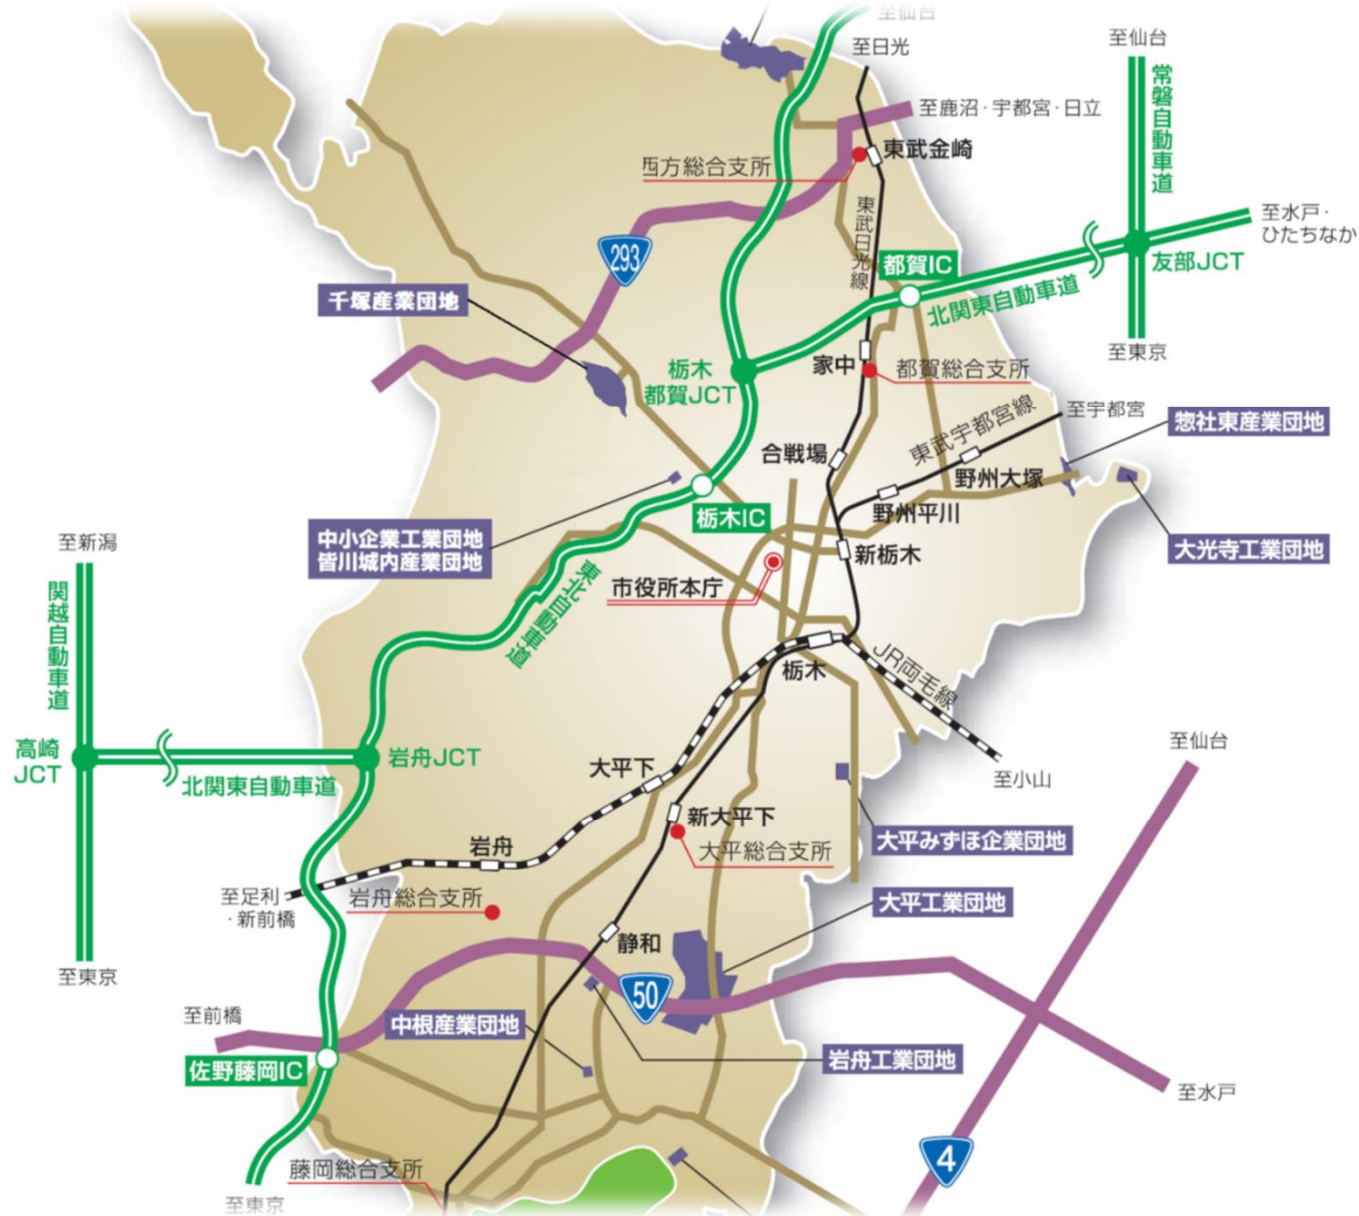 至仙台
至日光
至仙台
常磐自動車道
至鹿沼・宇都宮・日立
東武金崎
西方総合支所
東武日光線
至水戸・
ひたちなか
293
都賀IC
友部JCT
北関東自動車道
千塚産業団地
至東京
家中
都賀総合支所
栃木
都賀JCT
至宇都宮
東武宇都宮線
惣社東産業団地
合戦場
野州大塚
野州平川
栃木IC
中小企業工業団地
皆川城内産業団地
大光寺工業団地
至新潟
新栃木
関越自動車道
市役所本庁
東北自動車道
栃木
JR両毛線
至仙台
高崎
JCT
岩舟JCT
大平下
至小山
北関東自動車道
新大平下
大平みずほ企業団地
岩舟
大平総合支所
至足利
・新前橋
岩舟総合支所
大平工業団地
静和
至東京
50
至前橋
中根産業団地
岩舟工業団地
佐野藤岡IC
至水戸
4
藤岡総合支所
至東京